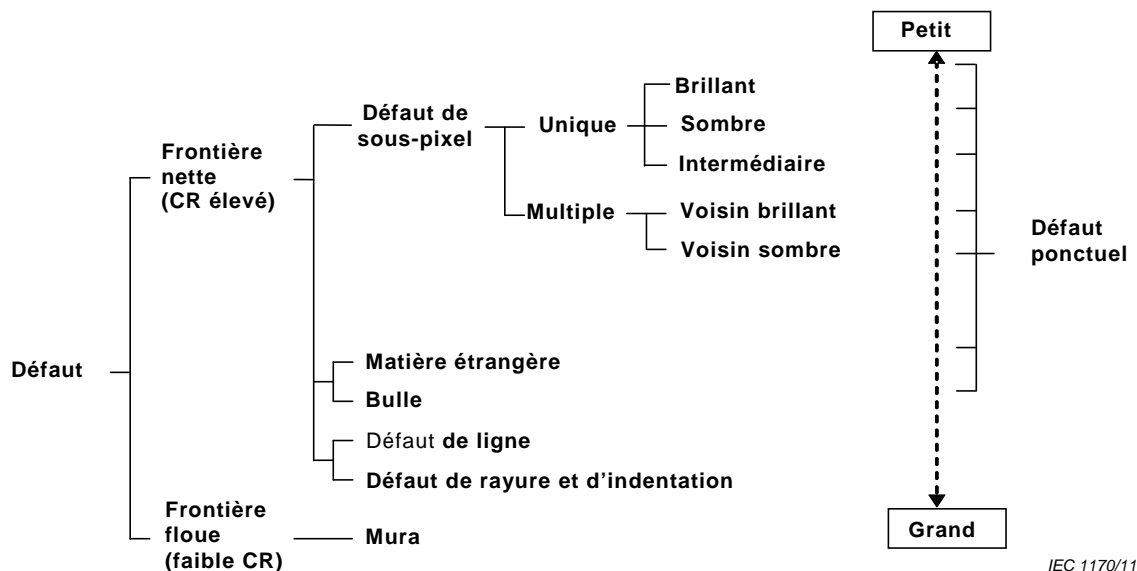 Petit
Brillant
Défaut de
sous-pixel
Unique
Sombre
Intermédiaire
Frontière
nette
(CR élevé)
Multiple
Voisin brillant
Voisin sombre
Défaut
ponctuel
Défaut
Matière étrangère
Bulle
Défaut de ligne
Défaut de rayure et d’indentation
Frontière
floue
(faible CR)
Mura
Grand
IEC 1170/11